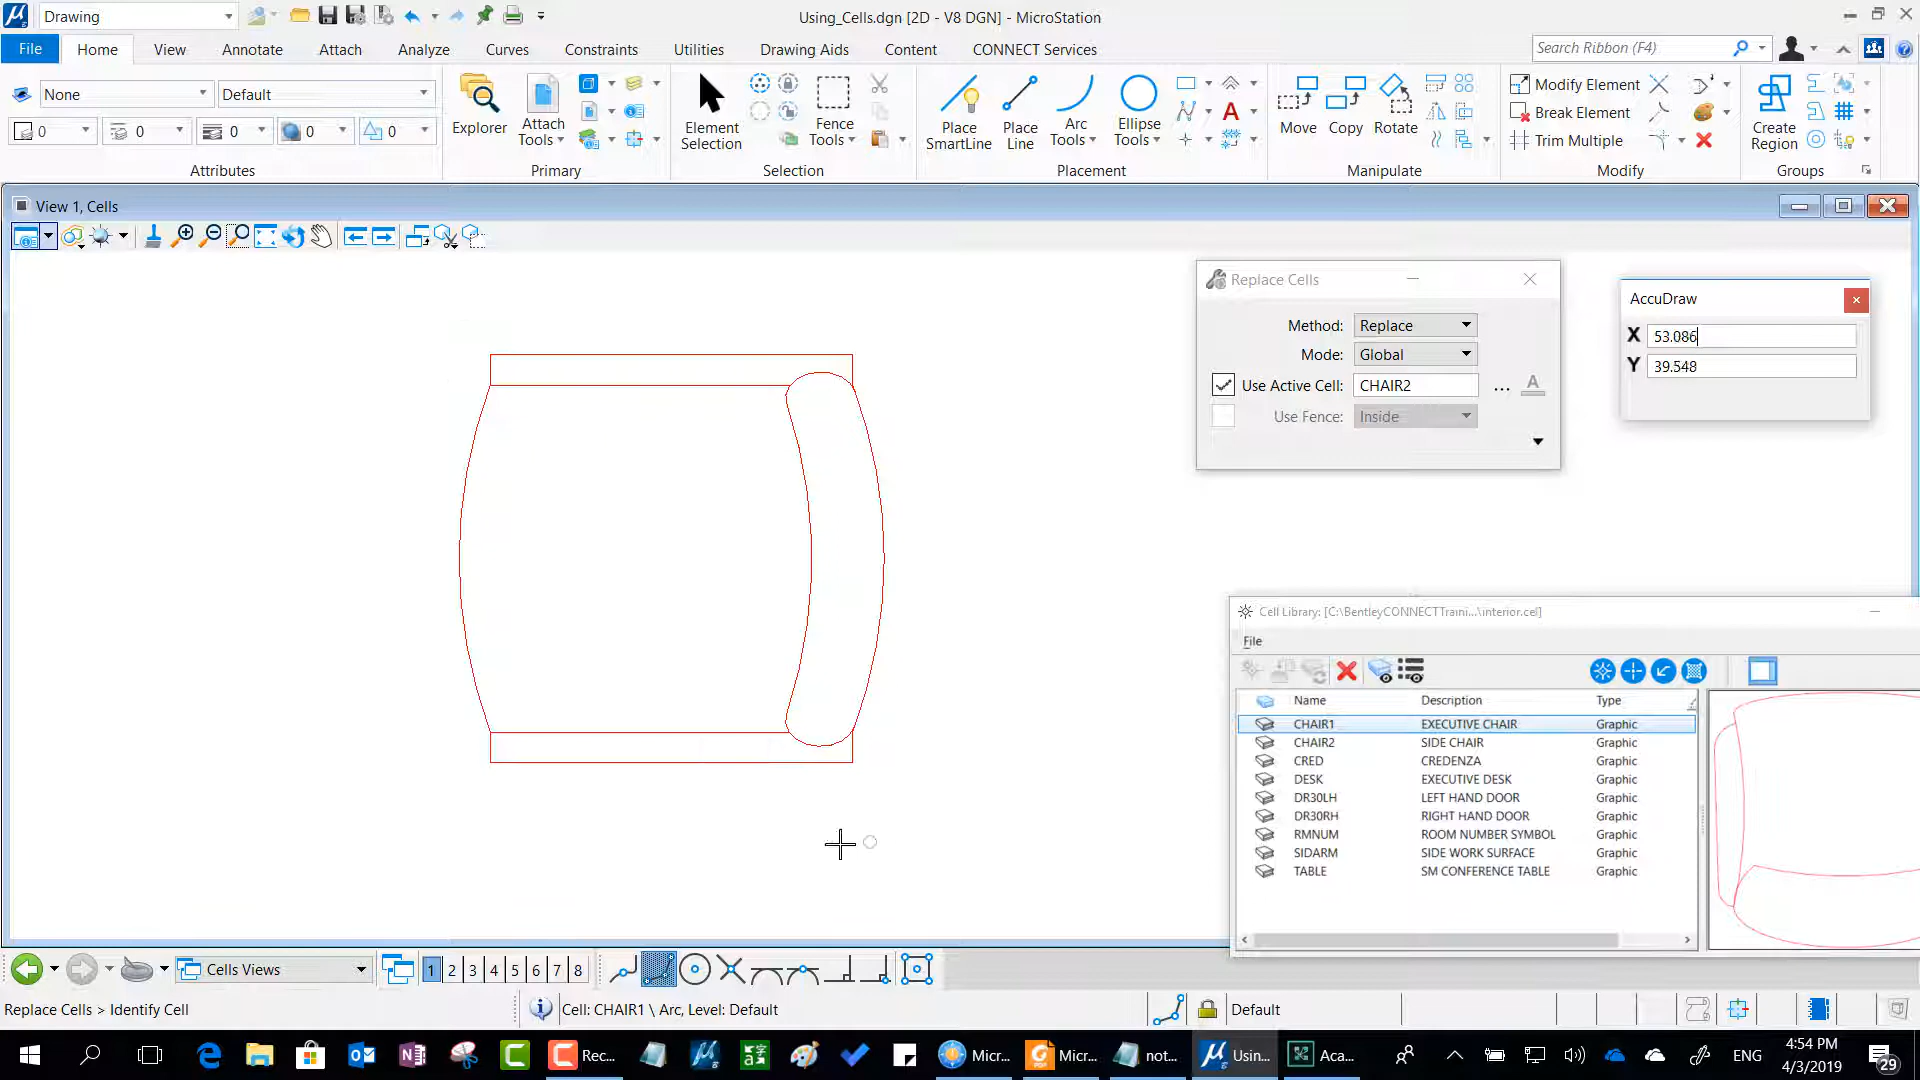 Drawing
Using_Cells.dgn [2D - V8 DGN] - MicroStation
File Home View Annotate Attach Analyze Curves Constraints Utilities Drawing Aids Content CONNECT Services
Search Ribbon (F4)
None Default
0 0 0 0 0
Attributes
Explorer
Attach Tools
Primary
Element Selection
Fence Tools
Selection
Place SmartLine
Place Line
Arc Tools
Ellipse Tools
Placement
Move Copy Rotate
Manipulate
Modify Element
Break Element
Trim Multiple
Modify
Create Region
Groups
View 1, Cells
Replace Cells
Method: Replace
Mode: Global
Use Active Cell: CHAIR2 ...
A
Use Fence: Inside
AccuDraw
X 53.086
Y 39.548
Cell Library: [C:\BentleyCONNECTTraini...\interior.cel]
File
Name Description Type
CHAIR1 EXECUTIVE CHAIR Graphic
CHAIR2 SIDE CHAIR Graphic
CRED CREDENZA Graphic
DESK EXECUTIVE DESK Graphic
DR30LH LEFT HAND DOOR Graphic
DR30RH RIGHT HAND DOOR Graphic
RMNUM ROOM NUMBER SYMBOL Graphic
SIDARM SIDE WORK SURFACE Graphic
TABLE SM CONFERENCE TABLE Graphic
Cells Views
1 2 3 4 5 6 7 8
Replace Cells > Identify Cell
Cell: CHAIR1 \ Arc, Level: Default
Default
Rec...
Micr...
Micr...
not...
Usin...
Aca...
ENG
4:54 PM
4/3/2019
29